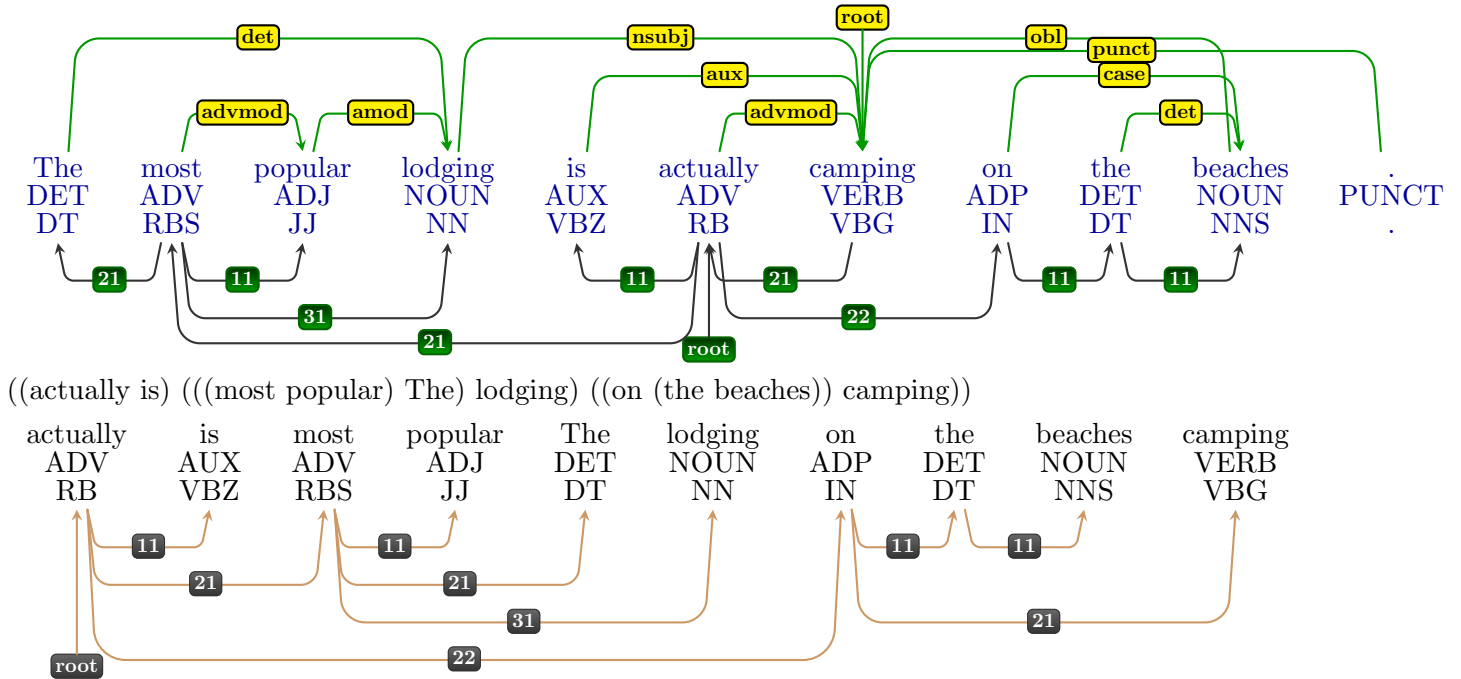 root
det nsubj obl
punct
aux case
advmod amod advmod det
The most popular lodging is actually camping on the beaches .
DET ADV ADJ NOUN AUX ADV VERB ADP DET NOUN PUNCT
DT RBS JJ NN VBZ RB VBG IN DT NNS .
21 11 11 21 11 11
31 22
21 root
((actually is) (((most popular) The) lodging) ((on (the beaches)) camping))
actually is most popular The lodging on the beaches camping
ADV AUX ADV ADJ DET NOUN ADP DET NOUN VERB
RB VBZ RBS JJ DT NN IN DT NNS VBG
11 11 11 11
21 21
31 21
root 22